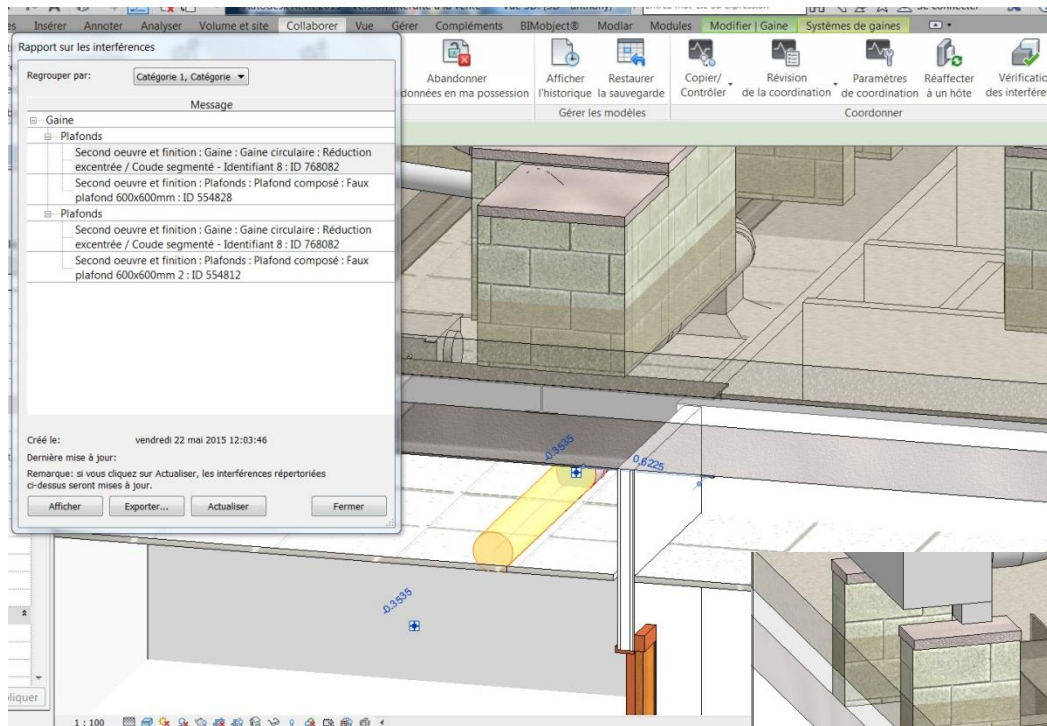 Insérer Annoter Analyser Volume et site Collaborer Vue Gérer Compléments BIMobject® Modlar Modules Modifier | Gaine Systèmes de gaines
Rapport sur les interférences
Regrouper par: Catégorie 1, Catégorie
Message
Gaine
Plafonds
Second oeuvre et finition : Gaine : Gaine circulaire : Réduction
excentrée / Coude segmenté - Identifiant 8 : ID 768082
Second oeuvre et finition : Plafonds : Plafond composé : Faux
plafond 600x600mm : ID 554828
Plafonds
Second oeuvre et finition : Gaine : Gaine circulaire : Réduction
excentrée / Coude segmenté - Identifiant 8 : ID 768082
Second oeuvre et finition : Plafonds : Plafond composé : Faux
plafond 600x600mm 2 : ID 554812
Créé le: vendredi 22 mai 2015 12:03:46
Dernière mise à jour:
Remarque: si vous cliquez sur Actualiser, les interférences répertoriées
ci-dessus seront mises à jour.
Afficher Exporter... Actualiser Fermer
Abandonner
données en ma possession
Afficher
l'historique
Restaurer
la sauvegarde
Gérer les modèles
Copier/
Contrôler
Révision
de la coordination
Paramètres
de coordination
Réaffecter
à un hôte
Vérification
des interfére
Coordonner
-0.3535
0.6225
-0.3535
pliquer
1 : 100